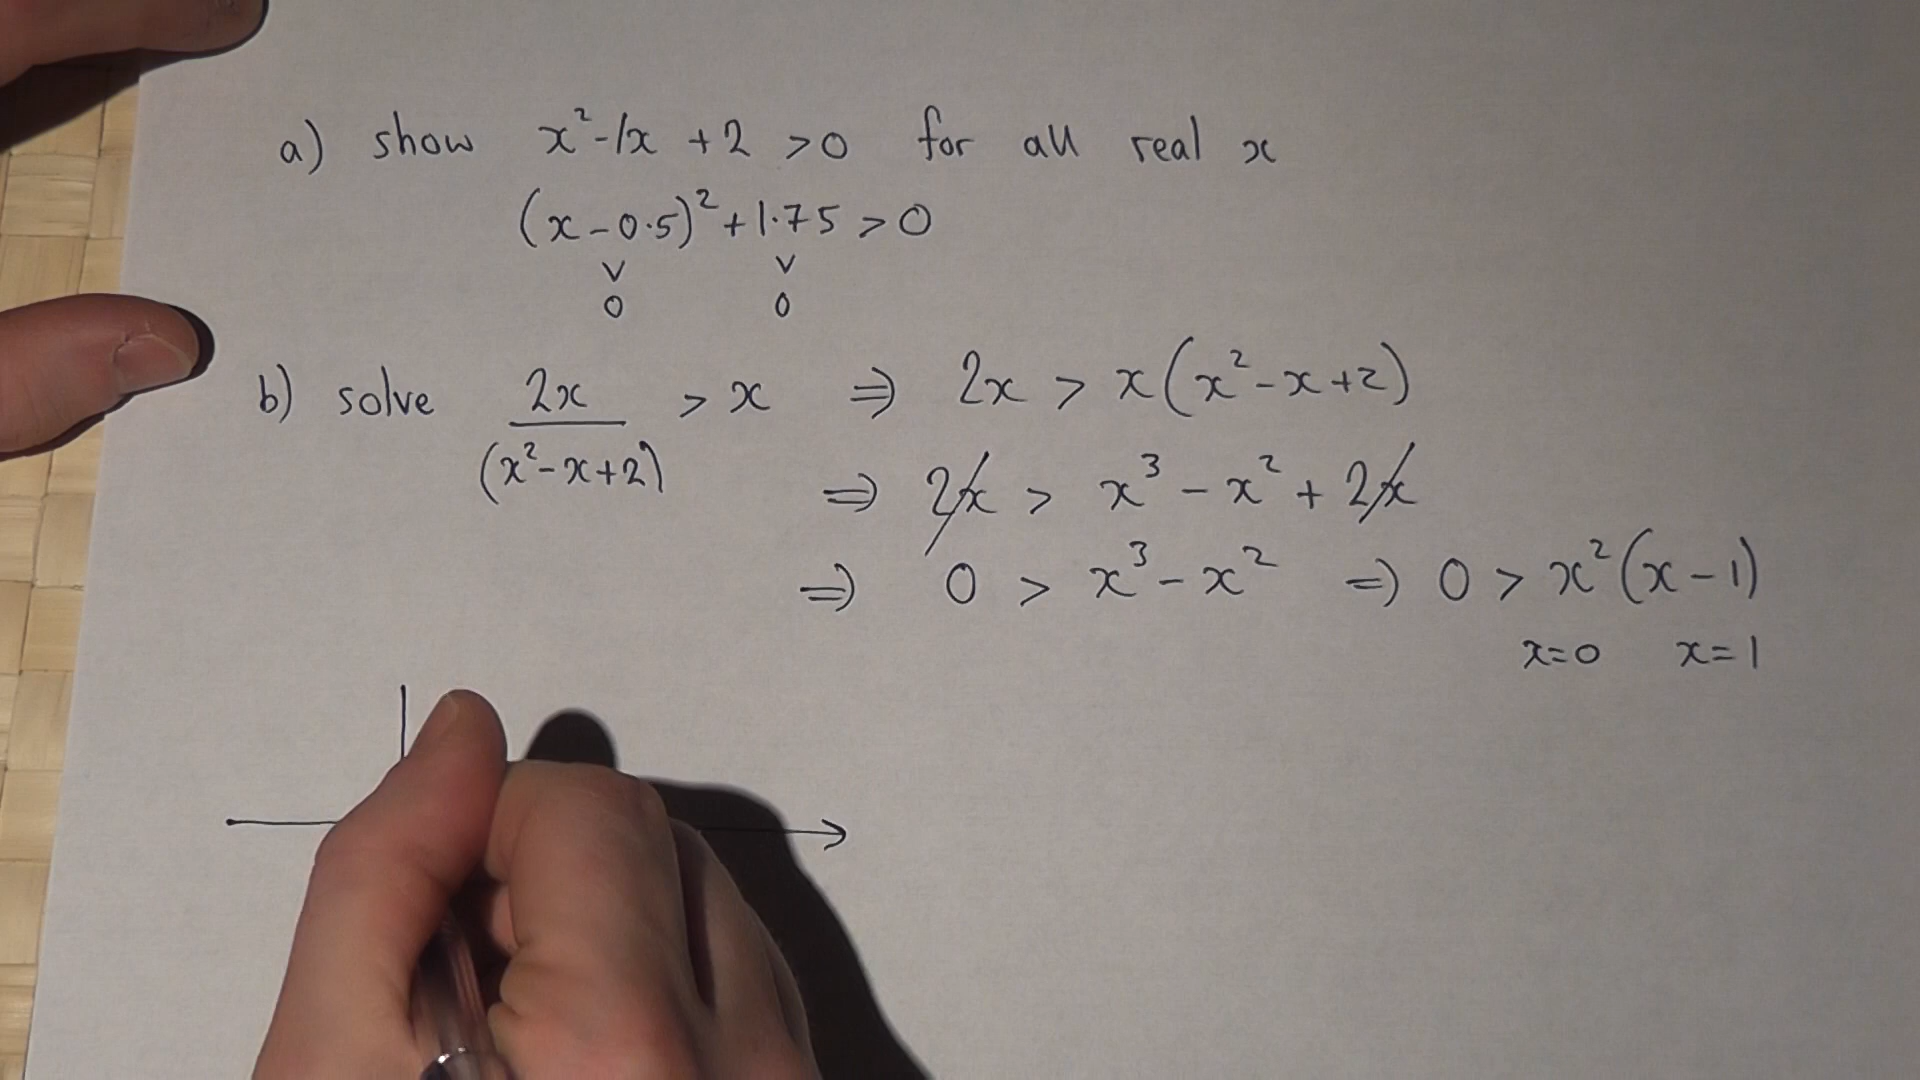 a) show x²-1x +2 >0 for all real x
(x-0.5)²+1.75 >0
v v
0 0
b) solve 2x/(x²-x+2) > x ⇒ 2x > x(x²-x+2)
⇒ 2x > x³ - x² + 2x
⇒ 0 > x³ - x² ⇒ 0 > x²(x-1)
x=0 x=1